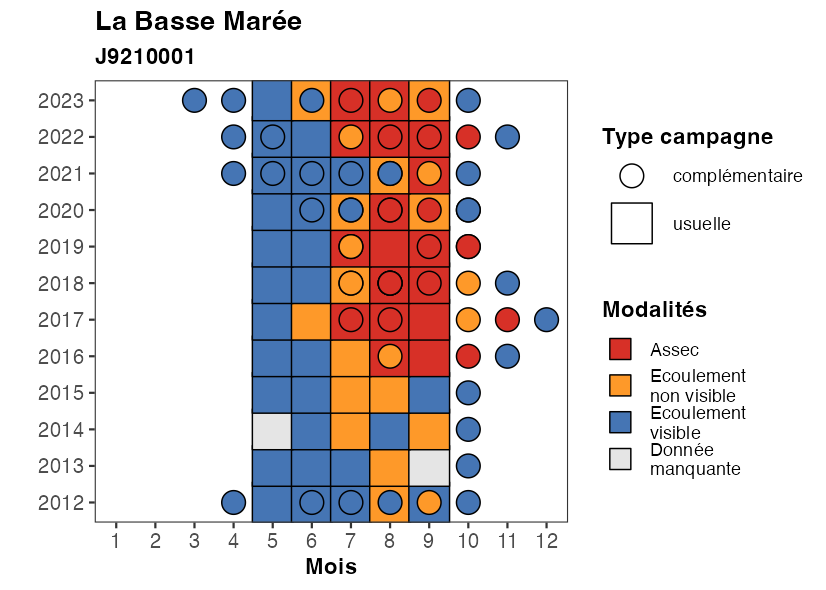 La Basse Marée
J9210001
2023
2022
2021
2020
2019
2018
2017
2016
2015
2014
2013
2012
1 2 3 4 5 6 7 8 9 10 11 12
Mois
Type campagne
complémentaire
usuelle
Modalités
Assec
Ecoulement
non visible
Ecoulement
visible
Donnée
manquante